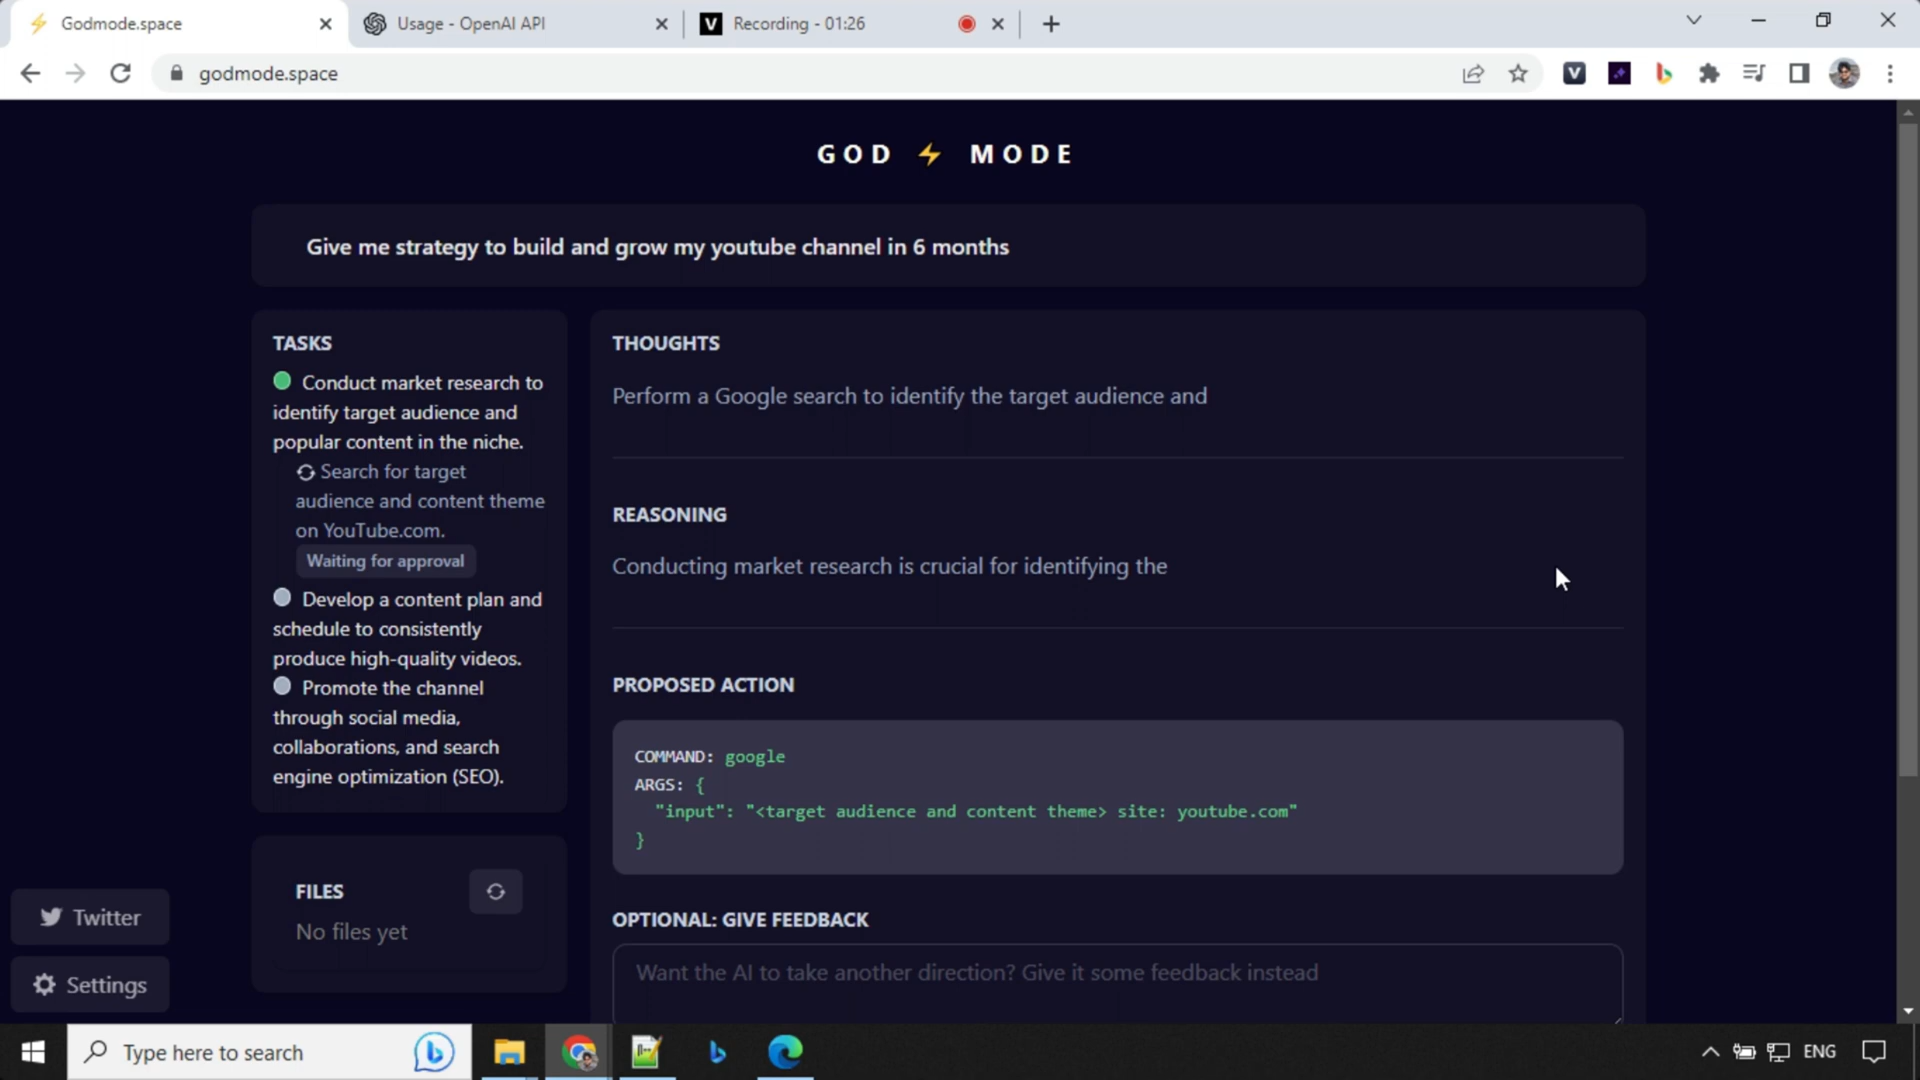 Godmode.space
Usage - OpenAI API
V Recording - 01:26
godmode.space
GOD ⚡ MODE
Give me strategy to build and grow my youtube channel in 6 months
TASKS
Conduct market research to
identify target audience and
popular content in the niche.
Search for target
audience and content theme
on YouTube.com.
Waiting for approval
Develop a content plan and
schedule to consistently
produce high-quality videos.
Promote the channel
through social media,
collaborations, and search
engine optimization (SEO).
FILES
No files yet
Twitter
Settings
THOUGHTS
Perform a Google search to identify the target audience and
REASONING
Conducting market research is crucial for identifying the
PROPOSED ACTION
COMMAND: google
ARGS: {
"input": "<target audience and content theme> site: youtube.com"
}
OPTIONAL: GIVE FEEDBACK
Want the AI to take another direction? Give it some feedback instead
Type here to search
ENG